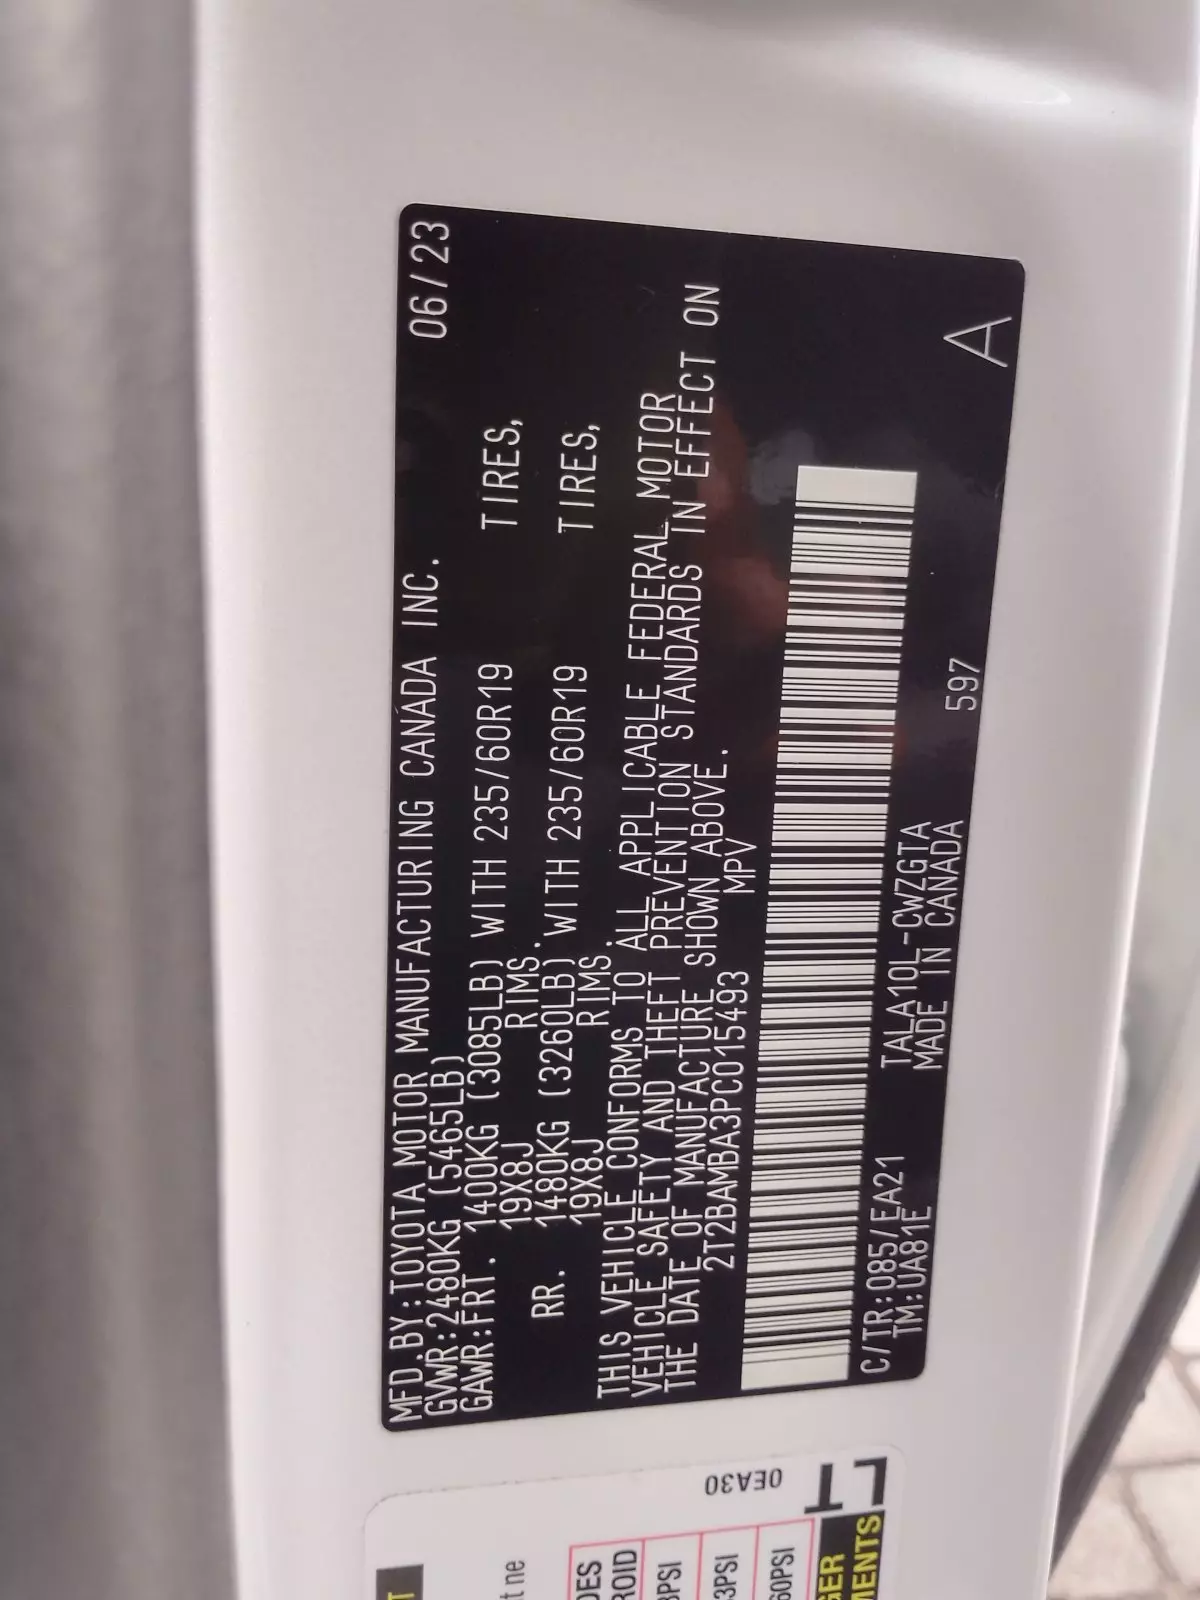 MFD.BY:TOYOTA MOTOR MANUFACTURING CANADA INC. 06/23
GVWR:2480KG (5465LB)
GAWR:FRT. 1400KG (3085LB) WITH 235/60R19 TIRES,
19X8J RIMS.
RR. 1480KG (3260LB) WITH 235/60R19 TIRES,
19X8J RIMS.
THIS VEHICLE CONFORMS TO ALL APPLICABLE FEDERAL MOTOR
VEHICLE SAFETY AND THEFT PREVENTION STANDARDS IN EFFECT ON
THE DATE OF MANUFACTURE SHOWN ABOVE.
2T2BAMBA3PC015493 MPV
C/TR:085/EA21 TALA10L-CWZGTA
TM:UA81E MADE IN CANADA 597 A
0EA30
LT